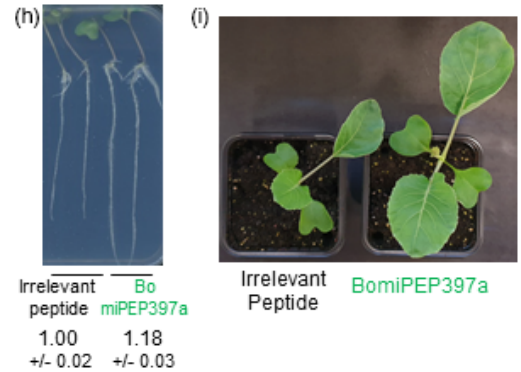 (h)
(i)
Irrelevant
peptide
Bo
miPEP397a
1.00
+/- 0.02
1.18
+/- 0.03
Irrelevant
Peptide
BomiPEP397a